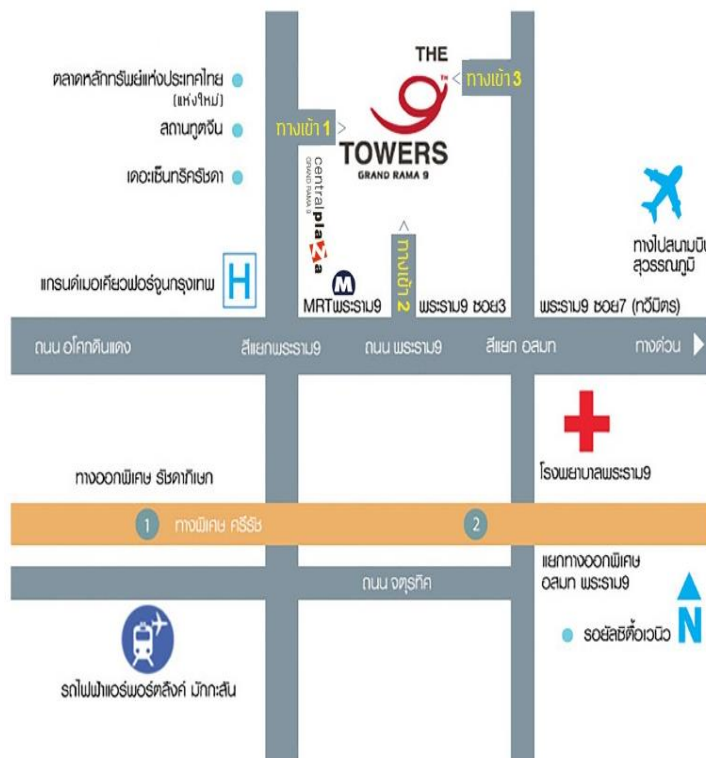 THE
9
TM
TOWERS
GRAND RAMA 9
ตลาดหลักทรัพย์แห่งประเทศไทย
(แห่งใหม่)
สถานทูตจีน
เดอะเซ็นทริครัชดา
ทางเข้า 1
ทางเข้า 3
centralplaza
GRAND RAMA 9
ทางเข้า 2
ทางไปสนามบิน
สุวรรณภูมิ
แกรนด์เมอเคียวฟอร์จูนกรุงเทพ
H
M
MRTพระราม9
พระราม9 ซอย3
พระราม9 ซอย7 (ทวีมิตร)
ถนน อโศกดินแดง
สี่แยกพระราม9
ถนน พระราม9
สี่แยก อสมท
ทางด่วน
โรงพยาบาลพระราม9
ทางออกพิเศษ รัชดาภิเษก
1
ทางพิเศษ ศรีรัช
2
แยกทางออกพิเศษ
อสมท พระราม9
ถนน จตุรทิศ
N
รอยัลซิตี้อเวนิว
รถไฟฟ้าแอร์พอร์ตลิงค์ มักกะสัน